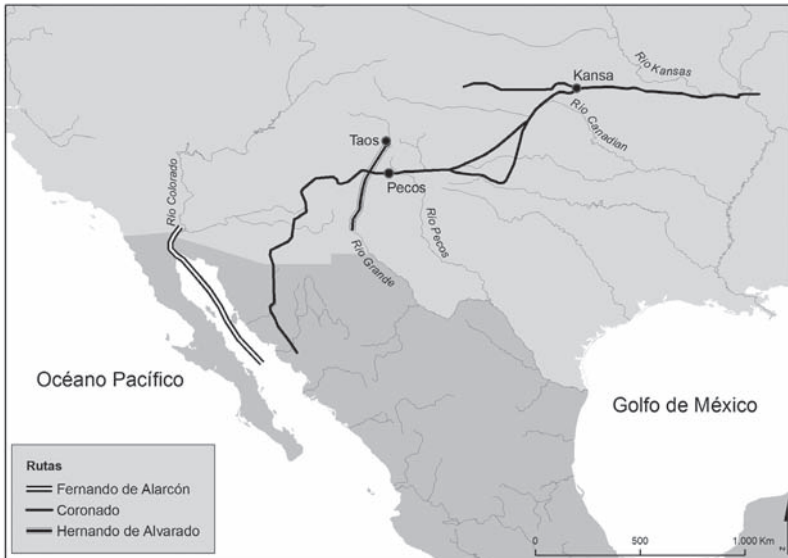 Río Kansas
Kansa
Río Canadian
Taos
Río Colorado
Pecos
Río Pecos
Río Grande
Océano Pacífico
Golfo de México
Rutas
Fernando de Alarcón
Coronado
Hernando de Alvarado
0 500 1.000 Km
N